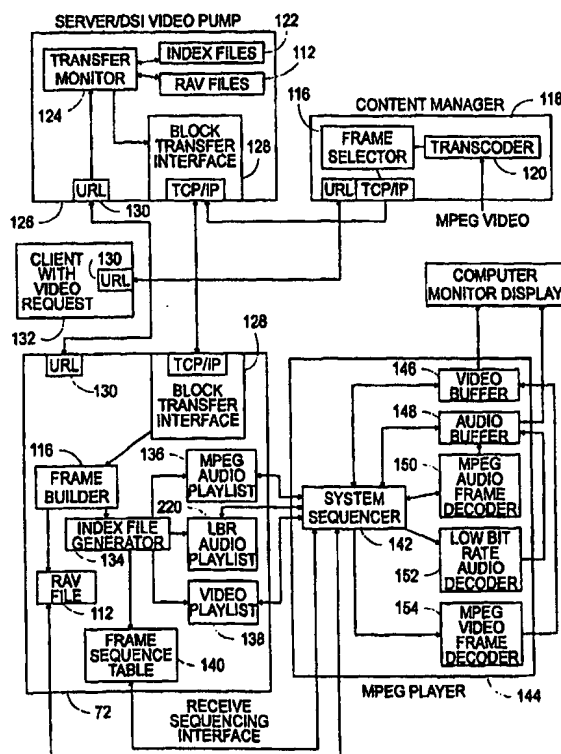 SERVER/DSI VIDEO PUMP
122
INDEX FILES
112
TRANSFER
MONITOR
RAV FILES
124
BLOCK
TRANSFER
INTERFACE
128
TCP/IP
URL
126
130
CONTENT MANAGER
118
116
FRAME
SELECTOR
TRANSCODER
120
URL
TCP/IP
MPEG VIDEO
CLIENT
WITH
VIDEO
REQUEST
130
URL
132
COMPUTER
MONITOR DISPLAY
URL
130
TCP/IP
BLOCK
TRANSFER
INTERFACE
128
116
FRAME
BUILDER
136
MPEG
AUDIO
PLAYLIST
220
INDEX FILE
GENERATOR
134
LBR
AUDIO
PLAYLIST
RAV
FILE
112
VIDEO
PLAYLIST
138
FRAME
SEQUENCE
TABLE
140
72
RECEIVE
SEQUENCING
INTERFACE
SYSTEM
SEQUENCER
142
146
VIDEO
BUFFER
148
AUDIO
BUFFER
150
MPEG
AUDIO
FRAME
DECODER
LOW BIT
RATE
AUDIO
DECODER
152
154
MPEG
VIDEO
FRAME
DECODER
MPEG PLAYER
144